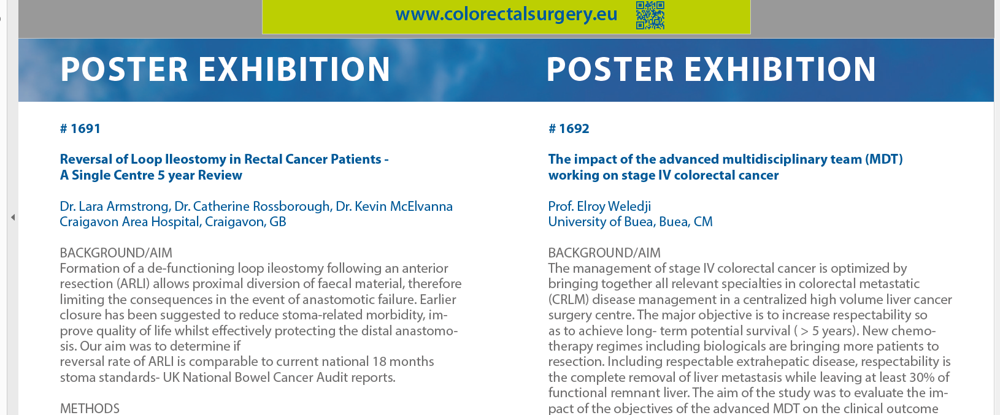 www.colorectalsurgery.eu
POSTER EXHIBITION
# 1691
Reversal of Loop Ileostomy in Rectal Cancer Patients -
A Single Centre 5 year Review
Dr. Lara Armstrong, Dr. Catherine Rossborough, Dr. Kevin McElvanna
Craigavon Area Hospital, Craigavon, GB
BACKGROUND/AIM
Formation of a de-functioning loop ileostomy following an anterior
resection (ARLI) allows proximal diversion of faecal material, therefore
limiting the consequences in the event of anastomotic failure. Earlier
closure has been suggested to reduce stoma-related morbidity, im-
prove quality of life whilst effectively protecting the distal anastomo-
sis. Our aim was to determine if
reversal rate of ARLI is comparable to current national 18 months
stoma standards- UK National Bowel Cancer Audit reports.
METHODS
POSTER EXHIBITION
# 1692
The impact of the advanced multidisciplinary team (MDT)
working on stage IV colorectal cancer
Prof. Elroy Weledji
University of Buea, Buea, CM
BACKGROUND/AIM
The management of stage IV colorectal cancer is optimized by
bringing together all relevant specialties in colorectal metastatic
(CRLM) disease management in a centralized high volume liver cancer
surgery centre. The major objective is to increase respectability so
as to achieve long- term potential survival ( > 5 years). New chemo-
therapy regimes including biologicals are bringing more patients to
resection. Including respectable extrahepatic disease, respectability is
the complete removal of liver metastasis while leaving at least 30% of
functional remnant liver. The aim of the study was to evaluate the im-
pact of the objectives of the advanced MDT on the clinical outcome